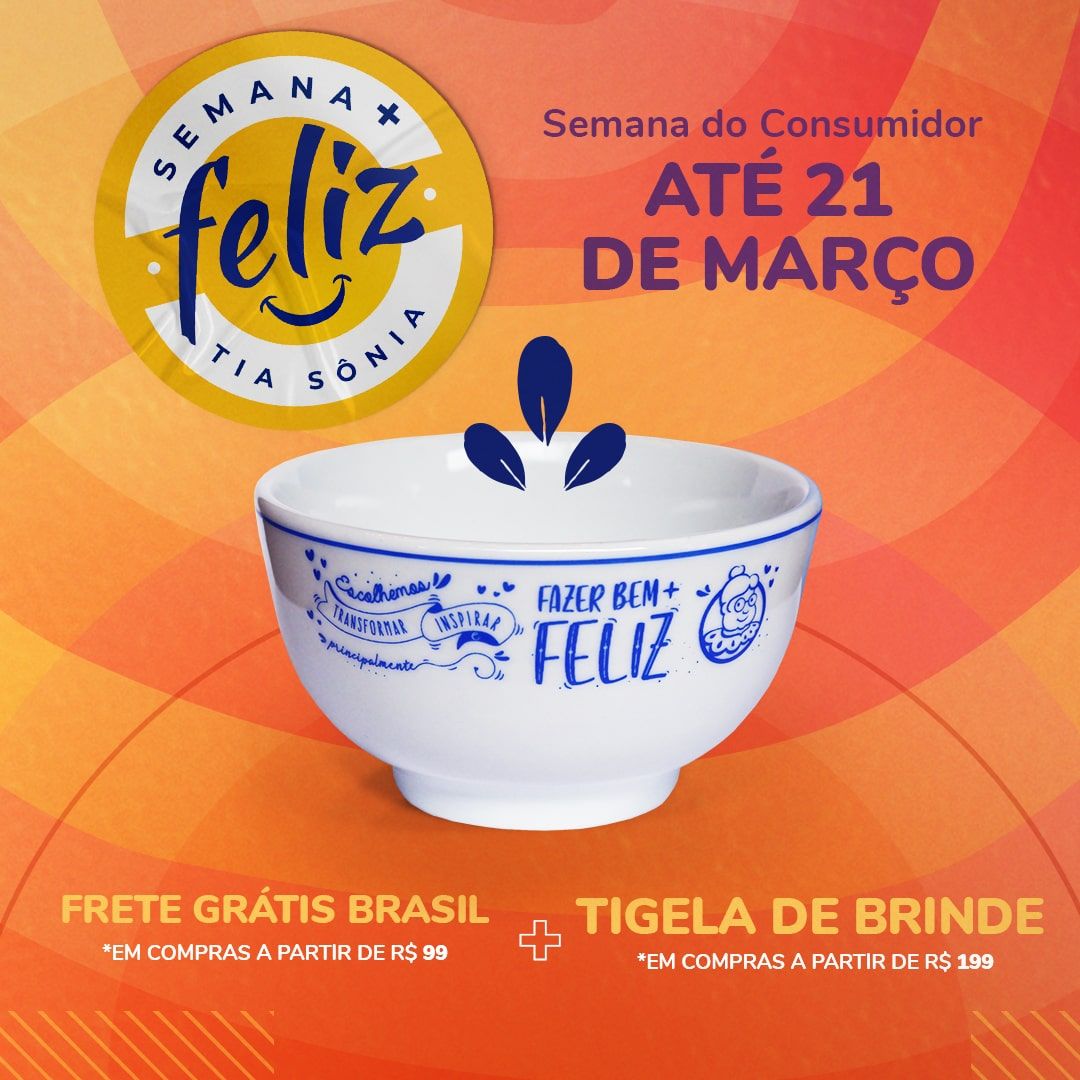 SEMANA +
feliz
TIA SÔNIA
Semana do Consumidor
ATÉ 21
DE MARÇO
Escolhemos
TRANSFORMAR INSPIRAR e
principalmente
FAZER BEM +
FELIZ
FRETE GRÁTIS BRASIL
*EM COMPRAS A PARTIR DE R$ 99
+
TIGELA DE BRINDE
*EM COMPRAS A PARTIR DE R$ 199